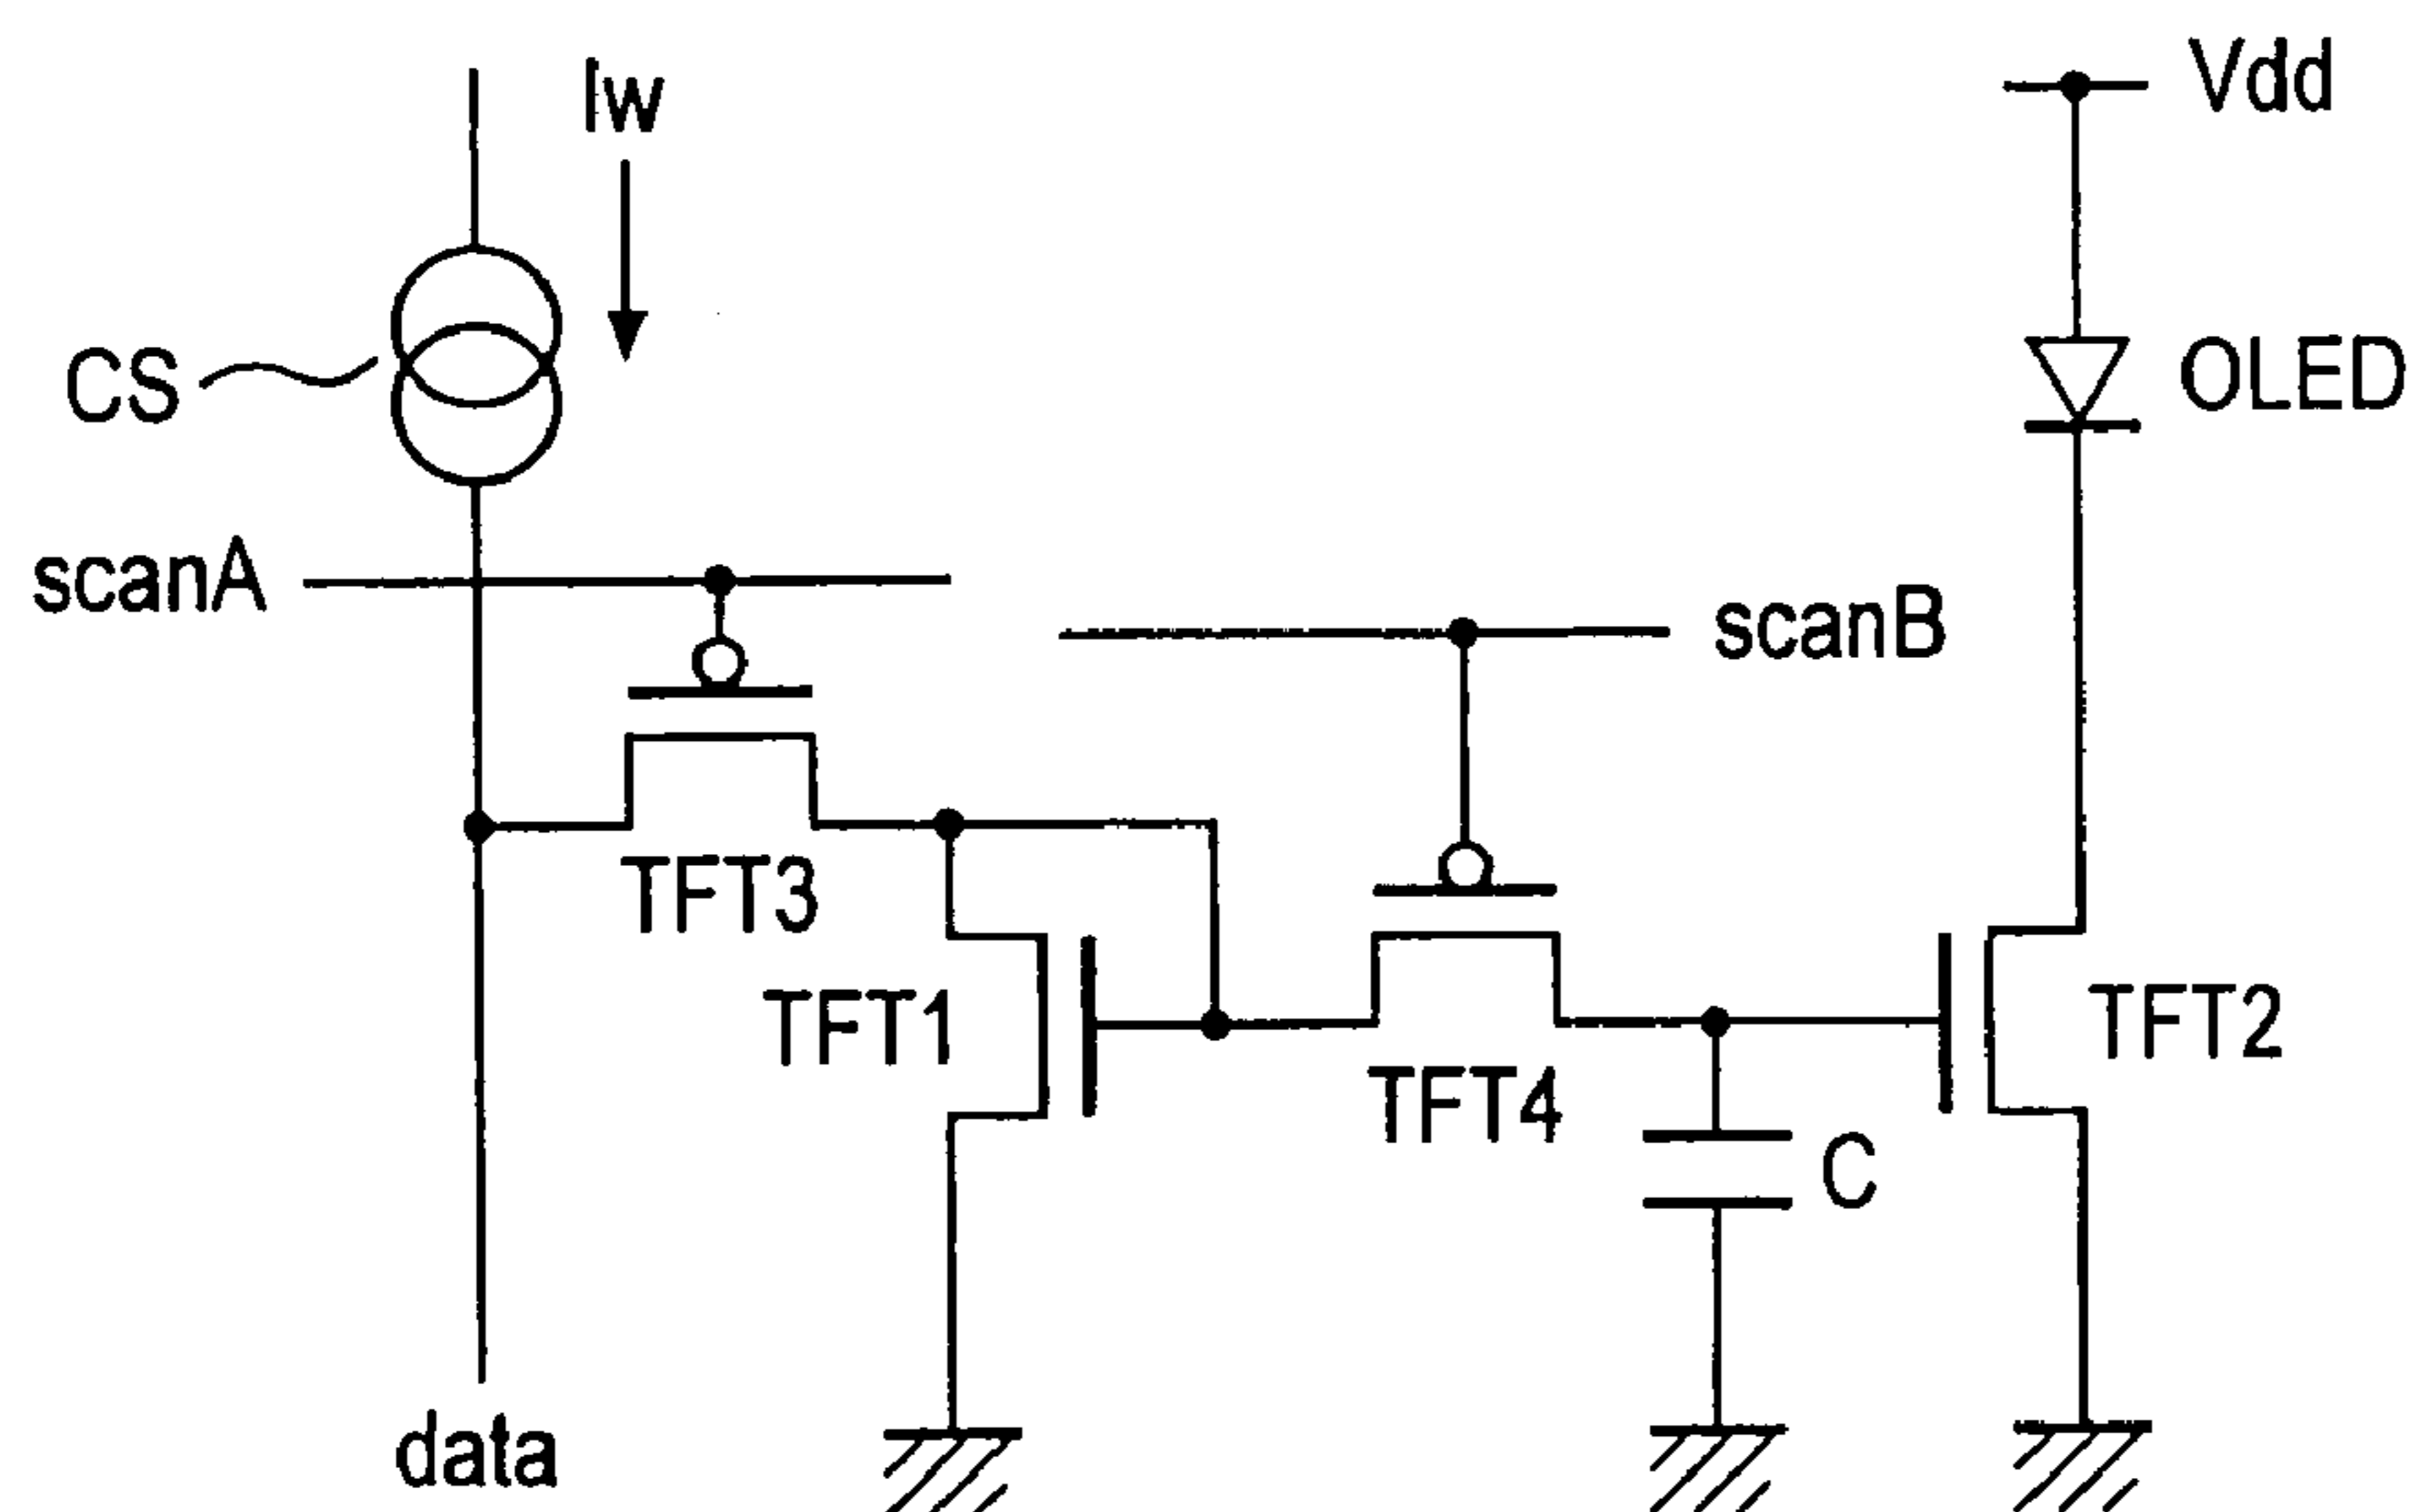 Iw
Vdd
CS
OLED
scanA
scanB
TFT3
TFT1
TFT2
TFT4
C
data